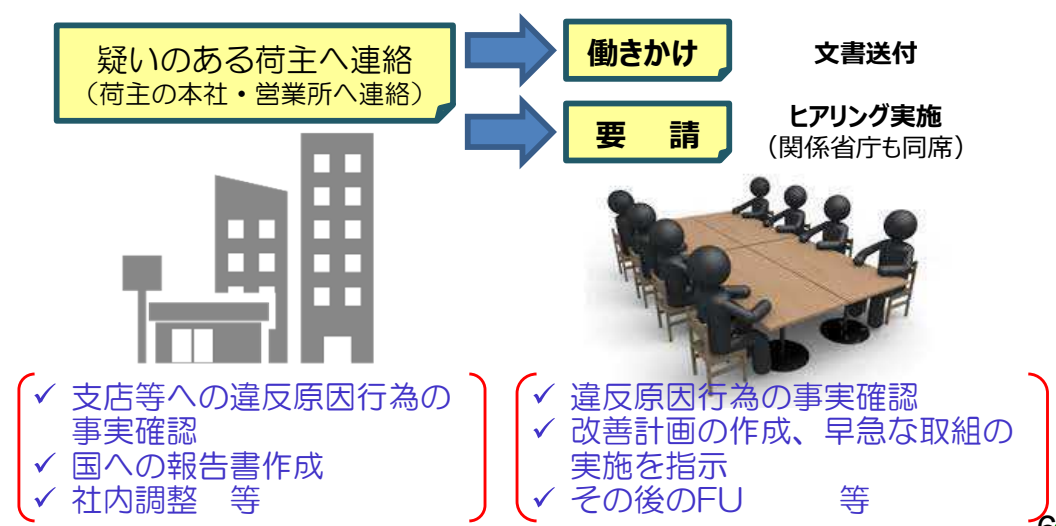 疑いのある荷主へ連絡
（荷主の本社・営業所へ連絡）
働きかけ
文書送付
要　請
ヒアリング実施
（関係省庁も同席）
✓ 支店等への違反原因行為の
事実確認
✓ 国への報告書作成
✓ 社内調整　等
✓ 違反原因行為の事実確認
✓ 改善計画の作成、早急な取組の
実施を指示
✓ その後のFU　　　等